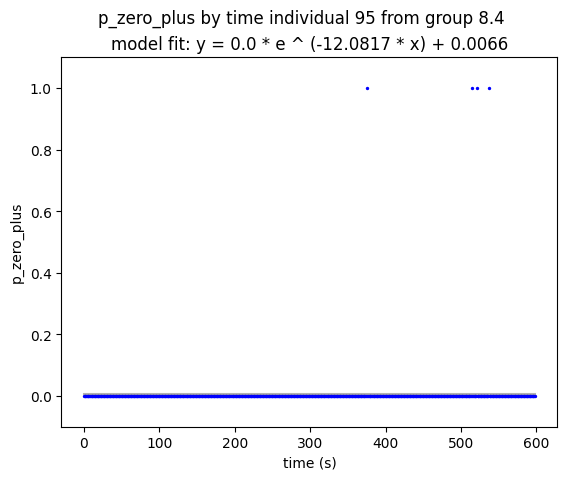 p_zero_plus by time individual 95 from group 8.4
model fit: y = 0.0 * e ^ (-12.0817 * x) + 0.0066
1.0
0.8
0.6
0.4
0.2
0.0
p_zero_plus
0 100 200 300 400 500 600
time (s)